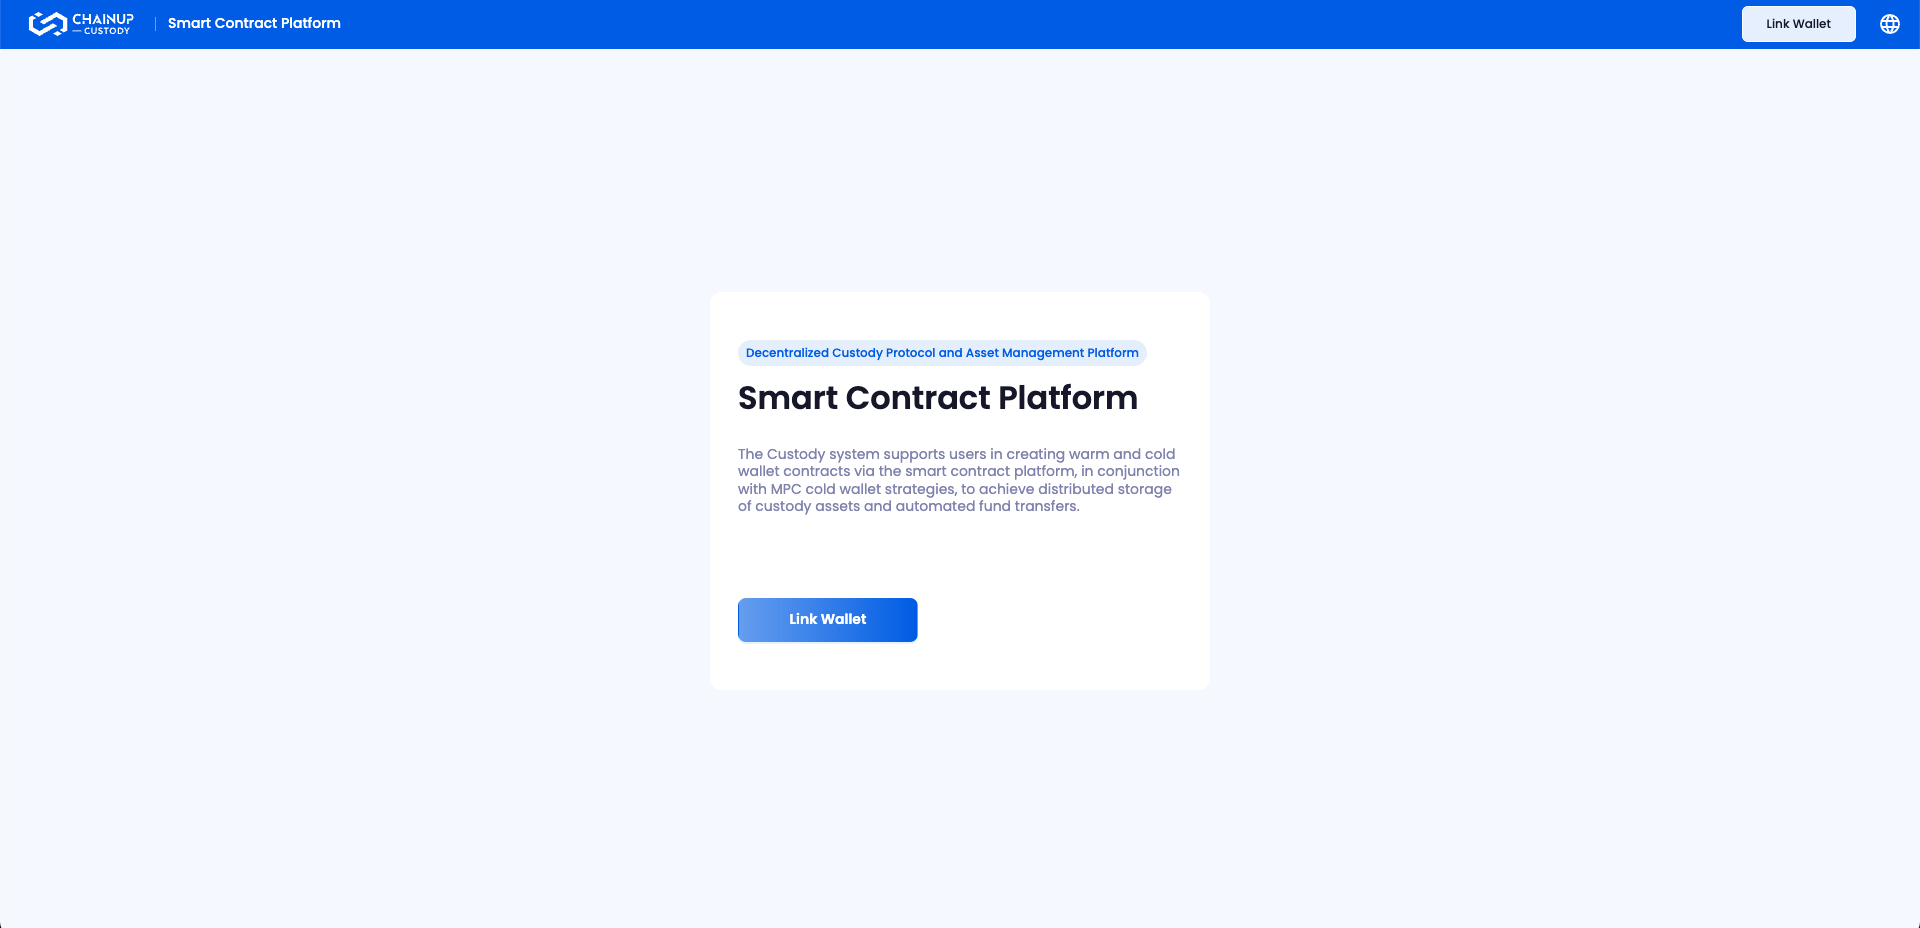 CHAINUP
CUSTODY
Smart Contract Platform
Link Wallet
Decentralized Custody Protocol and Asset Management Platform
Smart Contract Platform
The Custody system supports users in creating warm and cold
wallet contracts via the smart contract platform, in conjunction
with MPC cold wallet strategies, to achieve distributed storage
of custody assets and automated fund transfers.
Link Wallet